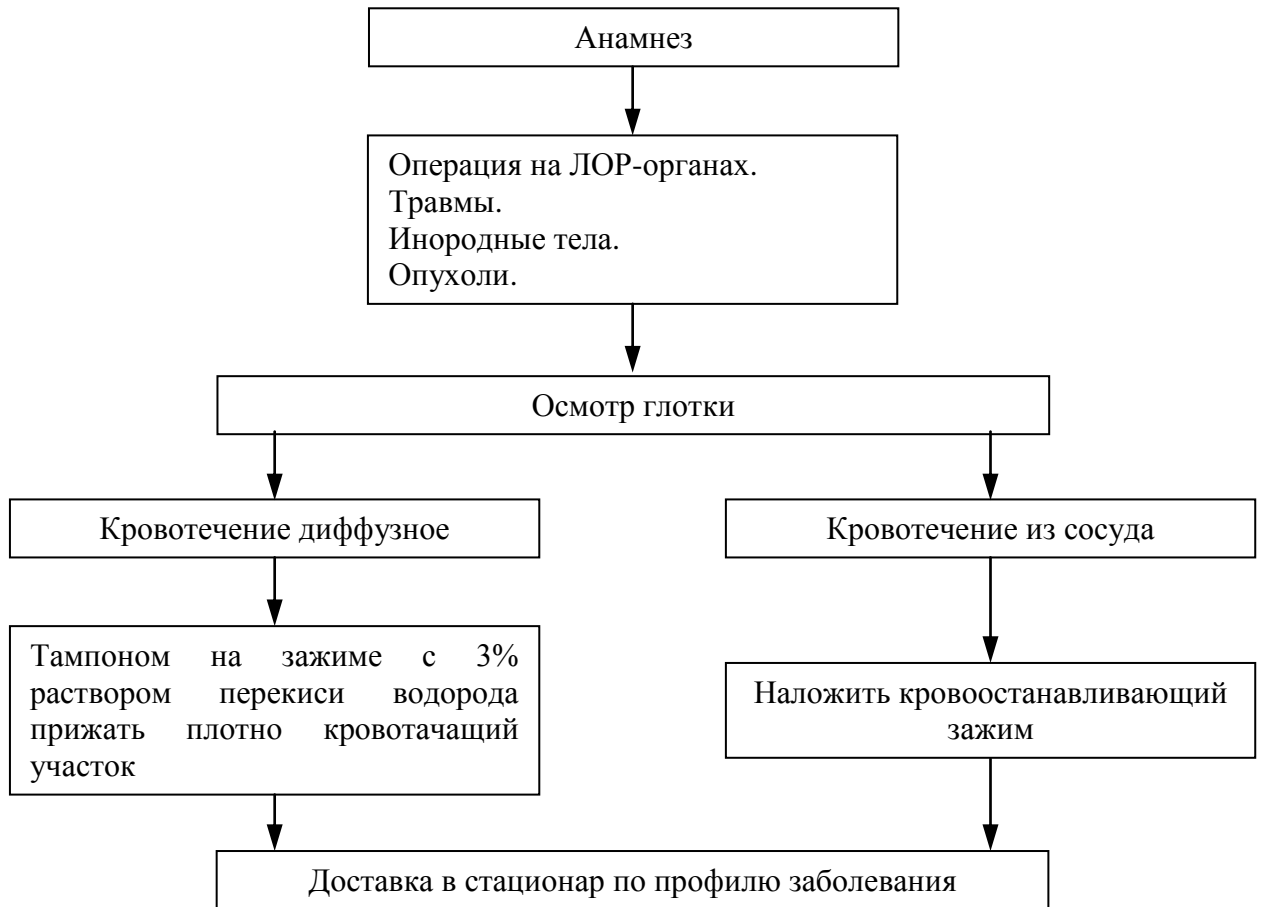 Анамнез
Операция на ЛОР-органах.
Травмы.
Инородные тела.
Опухоли.
Осмотр глотки
Кровотечение диффузное
Кровотечение из сосуда
Тампоном на зажиме с 3%
раствором перекиси водорода
прижать плотно кровотачащий
участок
Наложить кровоостанавливающий
зажим
Доставка в стационар по профилю заболевания